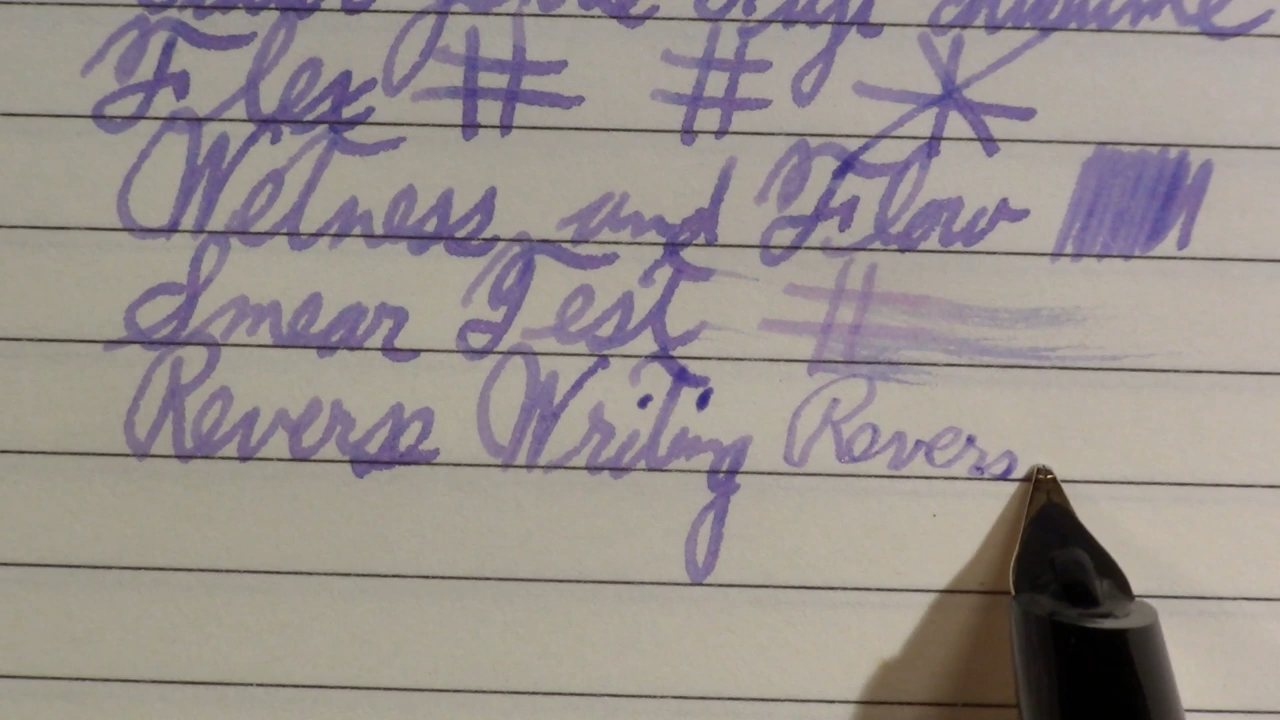 Flex # # *
Wetness and Flow
Smear Test #
Reverse Writing Revers